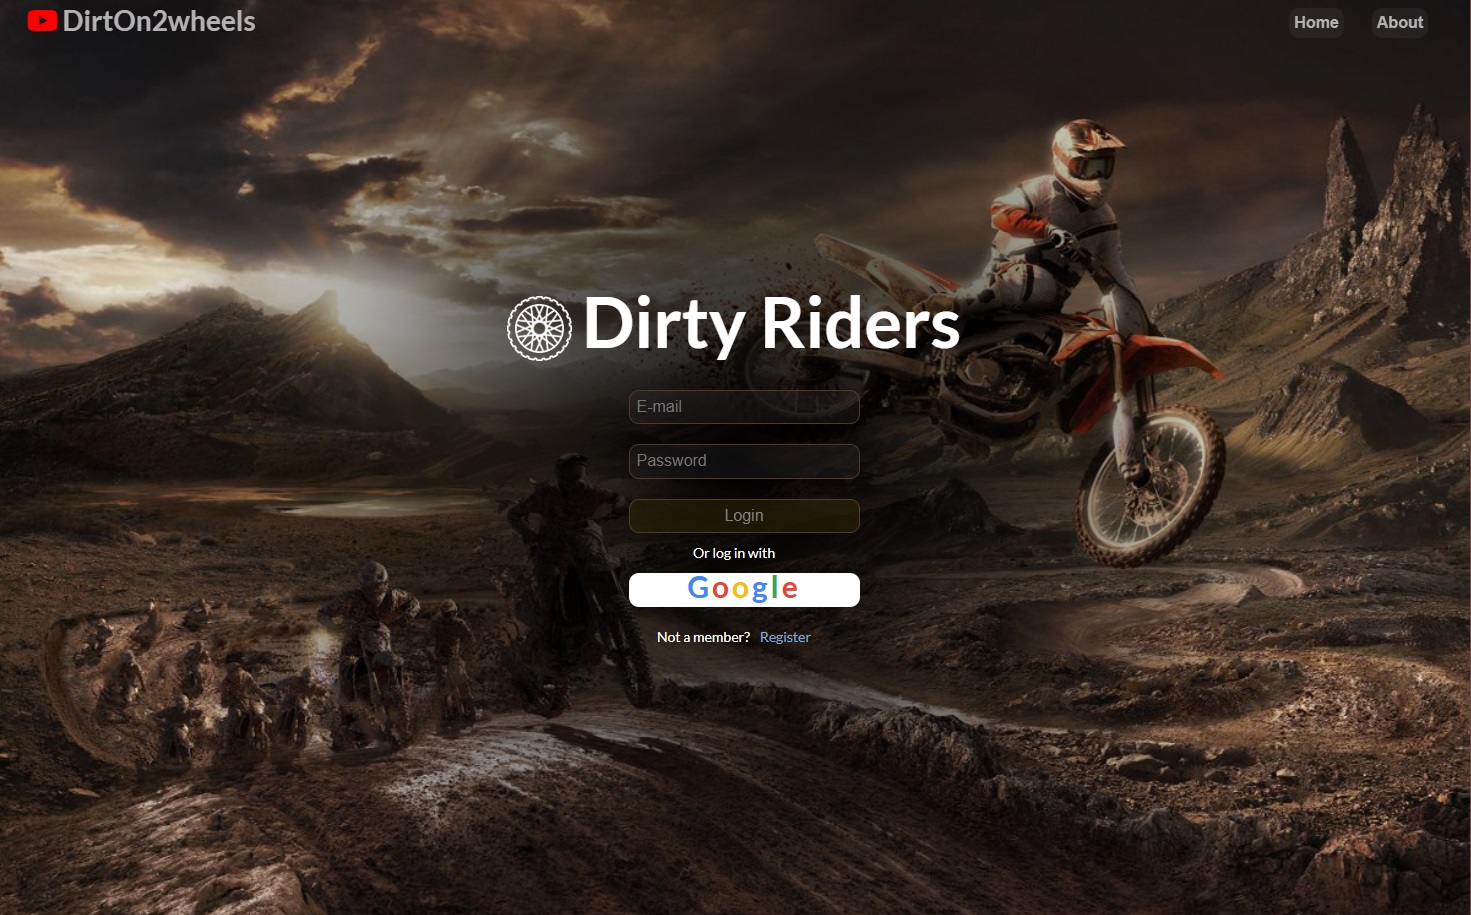 DirtOn2wheels
Home
About
Dirty Riders
E-mail
Password
Login
Or log in with
Google
Not a member? Register